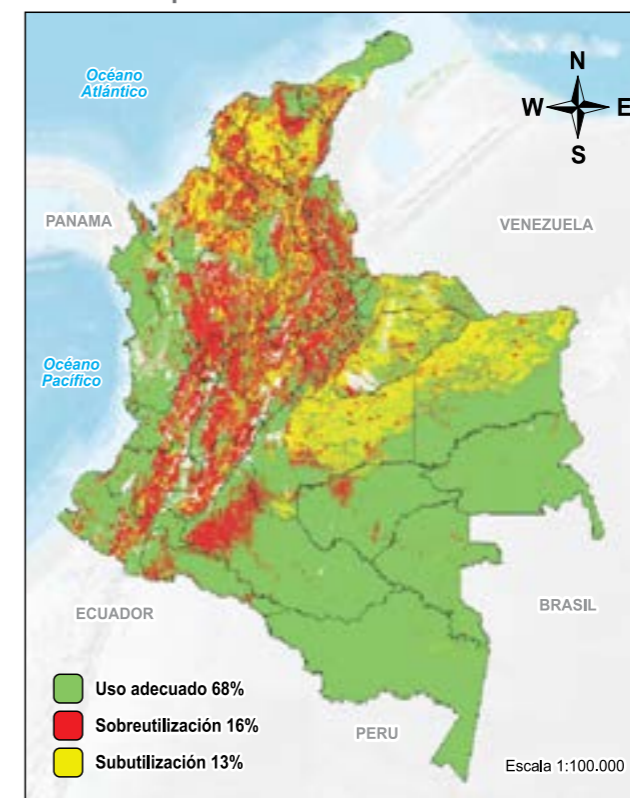 Océano
Atlántico
N
W E
S
PANAMA
VENEZUELA
Océano
Pacífico
ECUADOR
BRASIL
Uso adecuado 68%
Sobreutilización 16%
PERU
Subutilización 13%
Escala 1:100.000